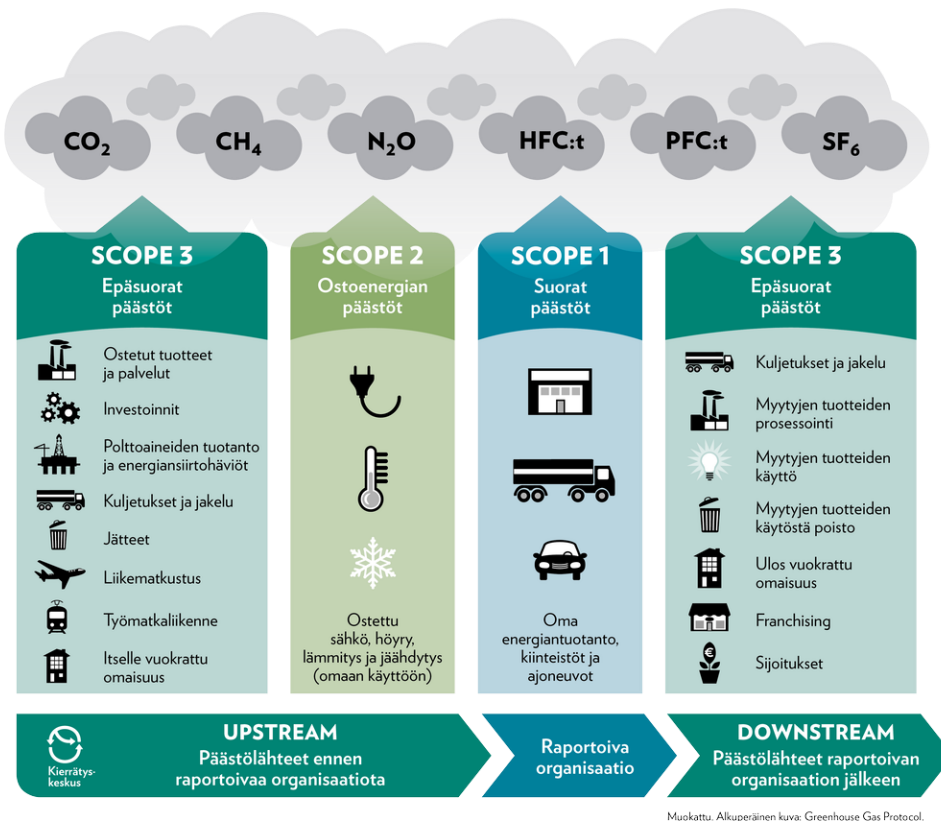 CO₂
CH₄
N₂O
HFC:t
PFC:t
SF₆
SCOPE 3
Epäsuorat
päästöt
Ostetut tuotteet
ja palvelut
Investoinnit
Polttoaineiden tuotanto
ja energiansiirtohäviöt
Kuljetukset ja jakelu
Jätteet
Liikematkustus
Työmatkaliikenne
Itselle vuokrattu
omaisuus
SCOPE 2
Ostoenergian
päästöt
Ostettu
sähkö, höyry,
lämmitys ja jäähdytys
(omaan käyttöön)
SCOPE 1
Suorat
päästöt
Oma
energiantuotanto,
kiinteistöt ja
ajoneuvot
SCOPE 3
Epäsuorat
päästöt
Kuljetukset ja jakelu
Myytyjen tuotteiden
prosessointi
Myytyjen tuotteiden
käyttö
Myytyjen tuotteiden
käytöstä poisto
Ulos vuokrattu
omaisuus
Franchising
€
Sijoitukset
Kierrätys-
keskus
UPSTREAM
Päästölähteet ennen
raportoivaa organisaatiota
Raportoiva
organisaatio
DOWNSTREAM
Päästölähteet raportoivan
organisaation jälkeen
Muokattu. Alkuperäinen kuva: Greenhouse Gas Protocol.